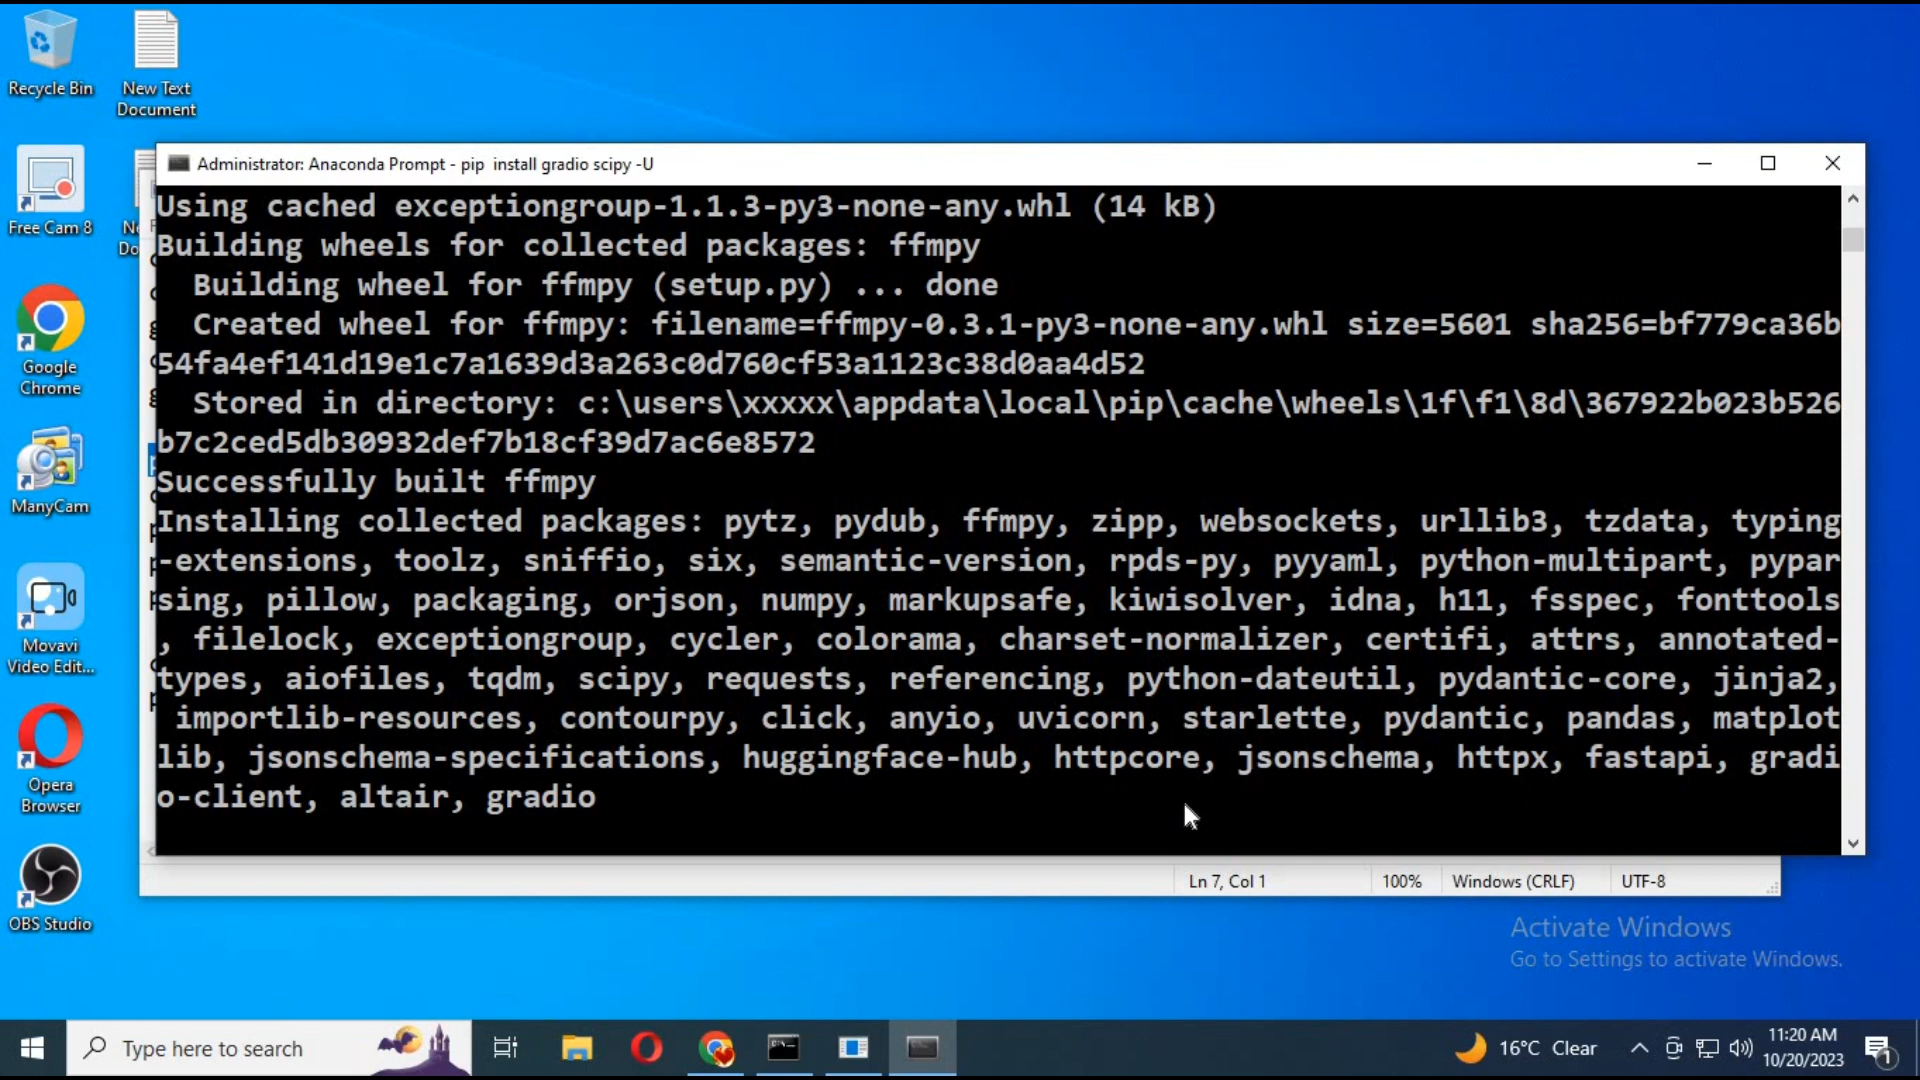 Recycle Bin
New Text
Document
Free Cam 8
Google
Chrome
ManyCam
Movavi
Video Edit...
Opera
Browser
OBS Studio
Administrator: Anaconda Prompt - pip  install gradio scipy -U
Using cached exceptiongroup-1.1.3-py3-none-any.whl (14 kB)
Building wheels for collected packages: ffmpy
  Building wheel for ffmpy (setup.py) ... done
  Created wheel for ffmpy: filename=ffmpy-0.3.1-py3-none-any.whl size=5601 sha256=bf779ca36b
54fa4ef141d19e1c7a1639d3a263c0d760cf53a1123c38d0aa4d52
  Stored in directory: c:\users\xxxxx\appdata\local\pip\cache\wheels\1f\f1\8d\367922b023b526
b7c2ced5db30932def7b18cf39d7ac6e8572
Successfully built ffmpy
Installing collected packages: pytz, pydub, ffmpy, zipp, websockets, urllib3, tzdata, typing
-extensions, toolz, sniffio, six, semantic-version, rpds-py, pyyaml, python-multipart, pypar
sing, pillow, packaging, orjson, numpy, markupsafe, kiwisolver, idna, h11, fsspec, fonttools
, filelock, exceptiongroup, cycler, colorama, charset-normalizer, certifi, attrs, annotated-
types, aiofiles, tqdm, scipy, requests, referencing, python-dateutil, pydantic-core, jinja2,
 importlib-resources, contourpy, click, anyio, uvicorn, starlette, pydantic, pandas, matplot
lib, jsonschema-specifications, huggingface-hub, httpcore, jsonschema, httpx, fastapi, gradi
o-client, altair, gradio
Ln 7, Col 1
100%
Windows (CRLF)
UTF-8
Activate Windows
Go to Settings to activate Windows.
Type here to search
16°C Clear
11:20 AM
10/20/2023
1